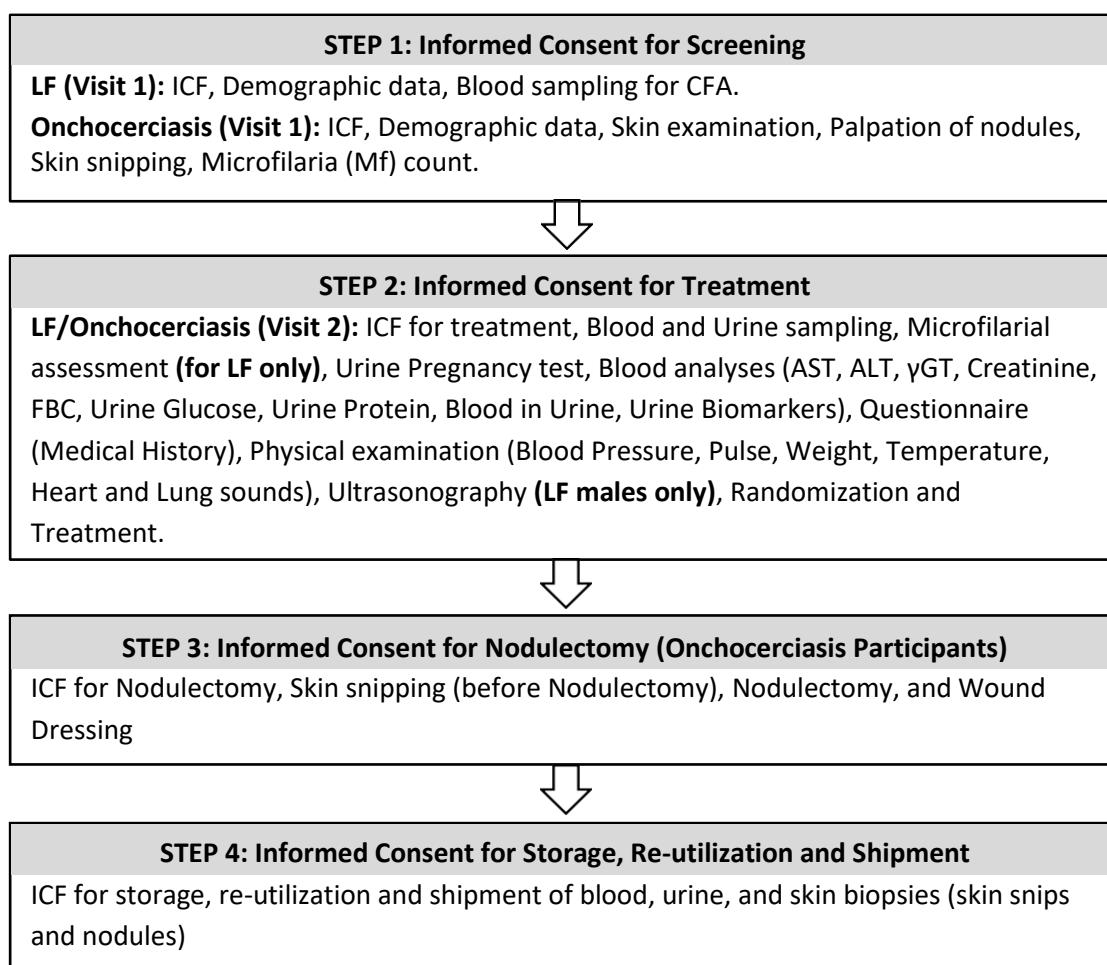 STEP 1: Informed Consent for Screening
LF (Visit 1): ICF, Demographic data, Blood sampling for CFA.
Onchocerciasis (Visit 1): ICF, Demographic data, Skin examination, Palpation of nodules,
Skin snipping, Microfilaria (Mf) count.
STEP 2: Informed Consent for Treatment
LF/Onchocerciasis (Visit 2): ICF for treatment, Blood and Urine sampling, Microfilarial
assessment (for LF only), Urine Pregnancy test, Blood analyses (AST, ALT, γGT, Creatinine,
FBC, Urine Glucose, Urine Protein, Blood in Urine, Urine Biomarkers), Questionnaire
(Medical History), Physical examination (Blood Pressure, Pulse, Weight, Temperature,
Heart and Lung sounds), Ultrasonography (LF males only), Randomization and
Treatment.
STEP 3: Informed Consent for Nodulectomy (Onchocerciasis Participants)
ICF for Nodulectomy, Skin snipping (before Nodulectomy), Nodulectomy, and Wound
Dressing
STEP 4: Informed Consent for Storage, Re-utilization and Shipment
ICF for storage, re-utilization and shipment of blood, urine, and skin biopsies (skin snips
and nodules)